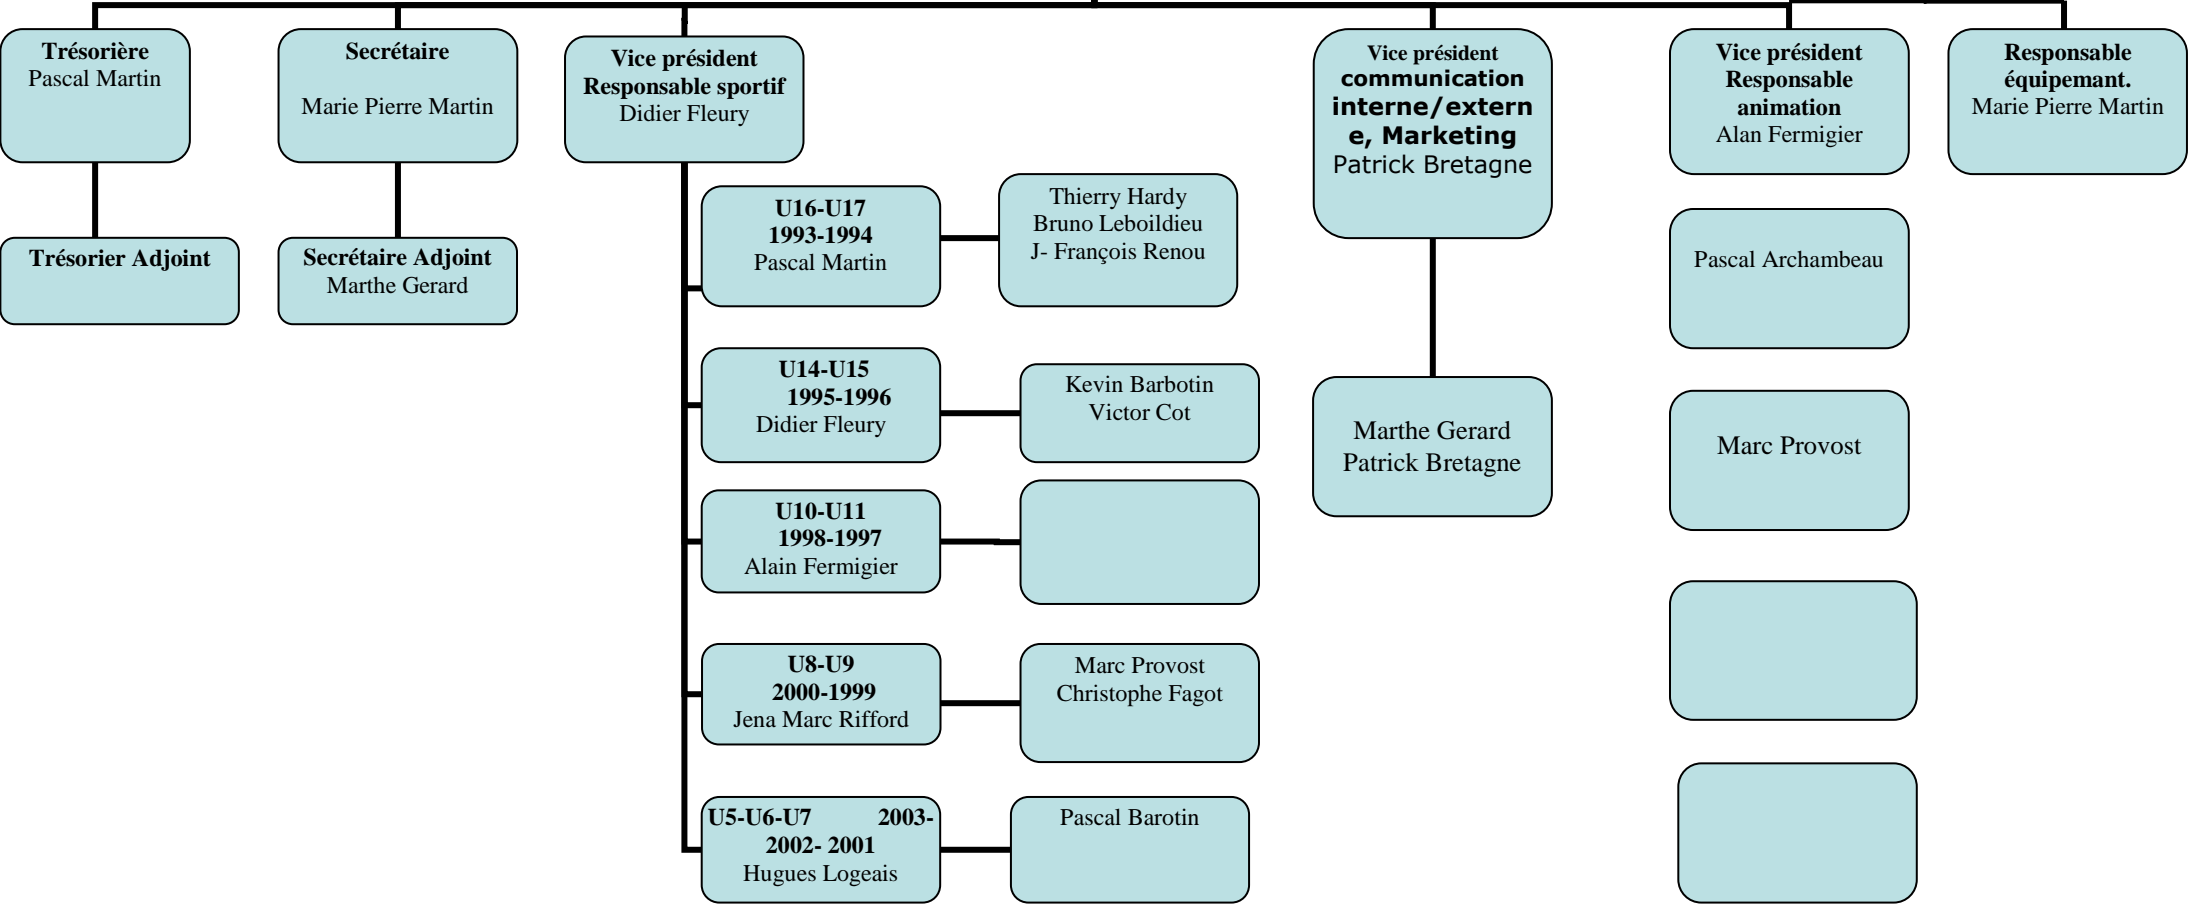 Trésorière
Pascal Martin
Secrétaire
Marie Pierre Martin
Vice président
Responsable sportif
Didier Fleury
Vice président
communication
interne/extern
e, Marketing
Patrick Bretagne
Vice président
Responsable
animation
Alan Fermigier
Responsable
équipemant.
Marie Pierre Martin
Trésorier Adjoint
Secrétaire Adjoint
Marthe Gerard
U16-U17
1993-1994
Pascal Martin
Thierry Hardy
Bruno Leboildieu
J- François Renou
U14-U15
1995-1996
Didier Fleury
Kevin Barbotin
Victor Cot
U10-U11
1998-1997
Alain Fermigier
U8-U9
2000-1999
Jena Marc Rifford
Marc Provost
Christophe Fagot
U5-U6-U7 2003-
2002- 2001
Hugues Logeais
Pascal Barotin
Marthe Gerard
Patrick Bretagne
Pascal Archambeau
Marc Provost